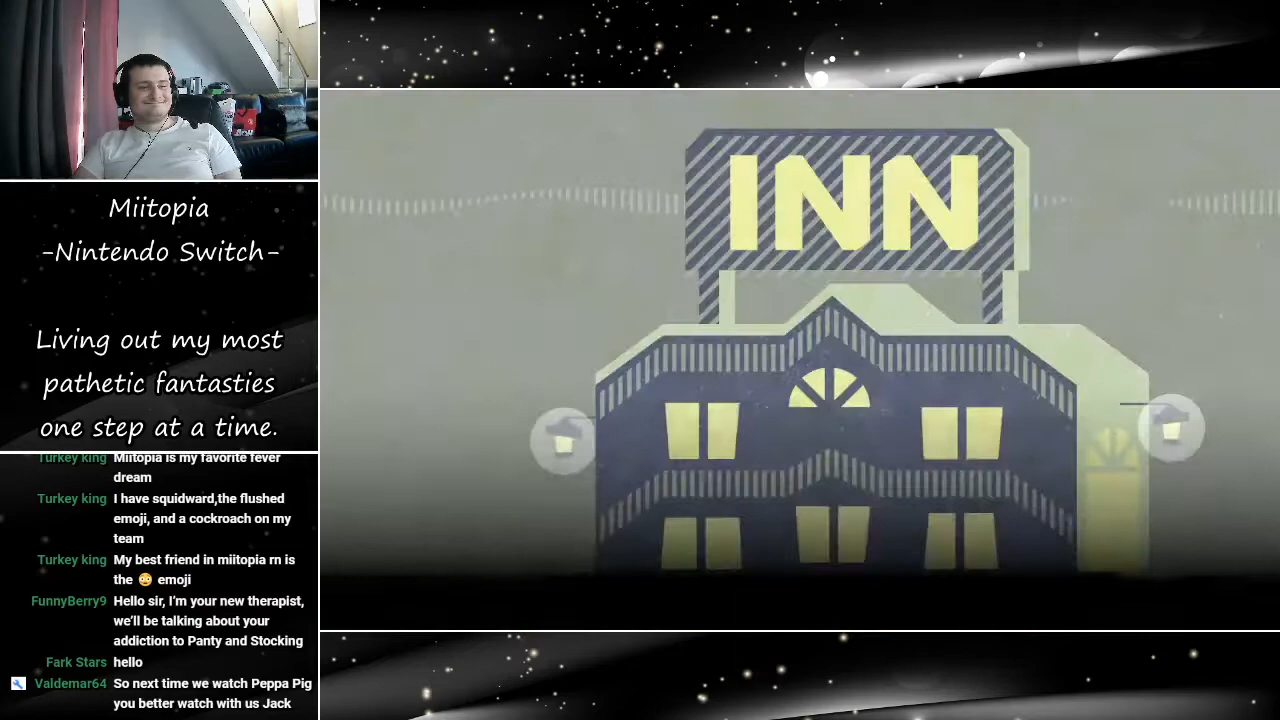 Miitopia
-Nintendo Switch-
Living out my most
pathetic fantasties
one step at a time.
INN
Turkey king Miitopia is my favorite fever
dream
Turkey king I have squidward,the flushed
emoji, and a cockroach on my
team
Turkey king My best friend in miitopia rn is
the 😳 emoji
FunnyBerry9 Hello sir, I'm your new therapist,
we'll be talking about your
addiction to Panty and Stocking
Fark Stars hello
Valdemar64 So next time we watch Peppa Pig
you better watch with us Jack